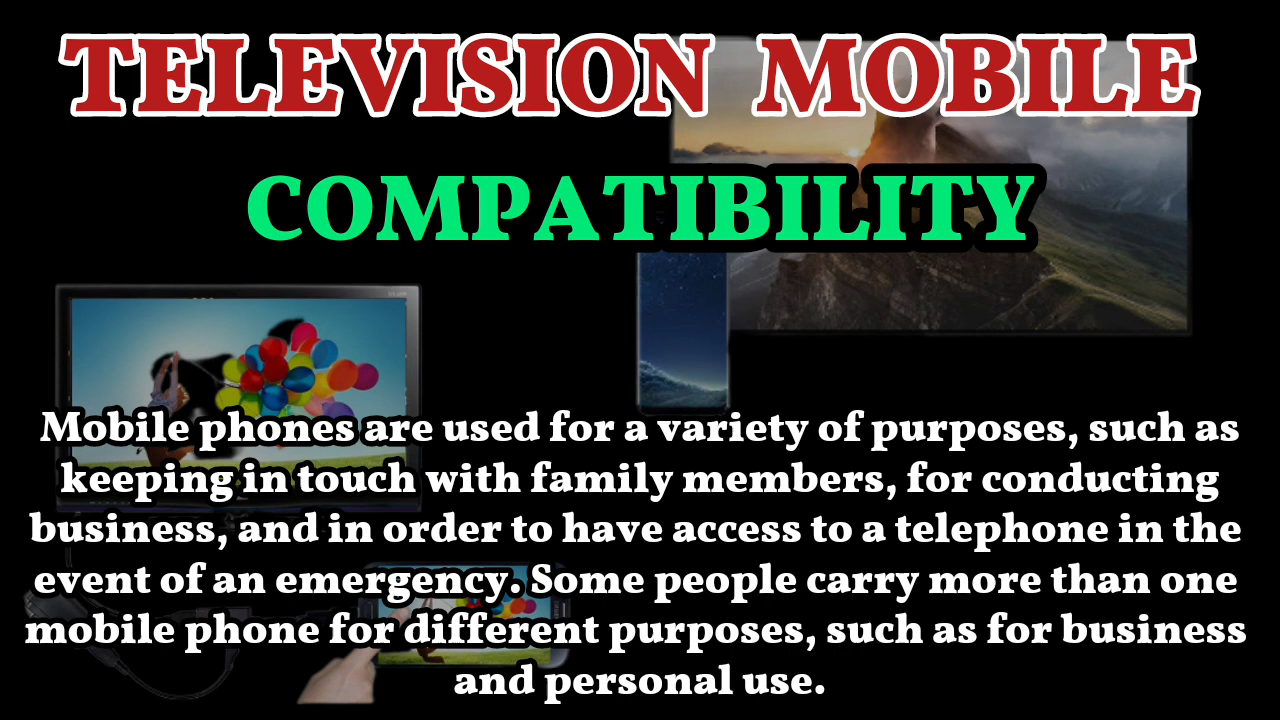 TELEVISION MOBILE
COMPATIBILITY
Mobile phones are used for a variety of purposes, such as
keeping in touch with family members, for conducting
business, and in order to have access to a telephone in the
event of an emergency. Some people carry more than one
mobile phone for different purposes, such as for business
and personal use.